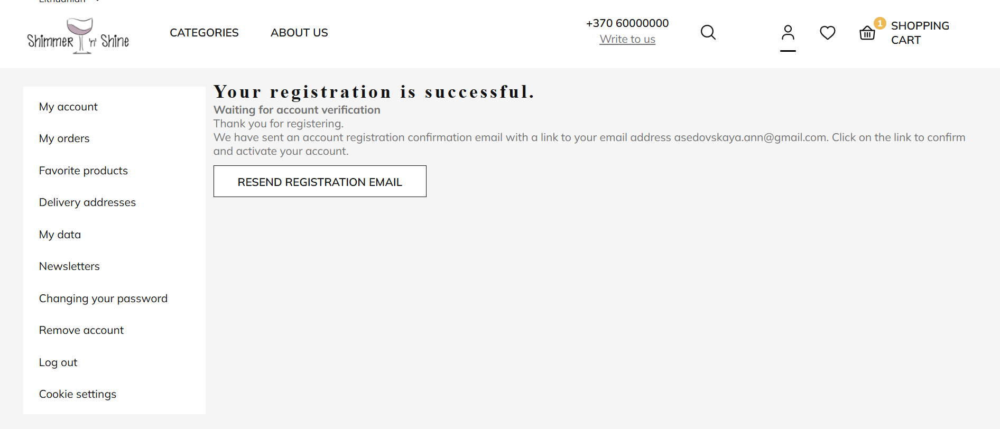 Lithuanian
Shimmer 'n' Shine
CATEGORIES
ABOUT US
+370 60000000
Write to us
1
SHOPPING
CART
My account
My orders
Favorite products
Delivery addresses
My data
Newsletters
Changing your password
Remove account
Log out
Cookie settings
Your registration is successful.
Waiting for account verification
Thank you for registering.
We have sent an account registration confirmation email with a link to your email address asedovskaya.ann@gmail.com. Click on the link to confirm
and activate your account.
RESEND REGISTRATION EMAIL